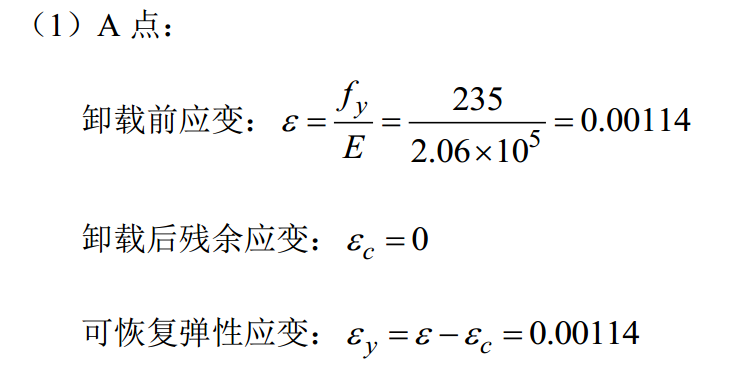 （1）A 点：
卸载前应变：ε = f_y / E = 235 / 2.06×10^5 = 0.00114
卸载后残余应变：ε_c = 0
可恢复弹性应变：ε_y = ε − ε_c = 0.00114